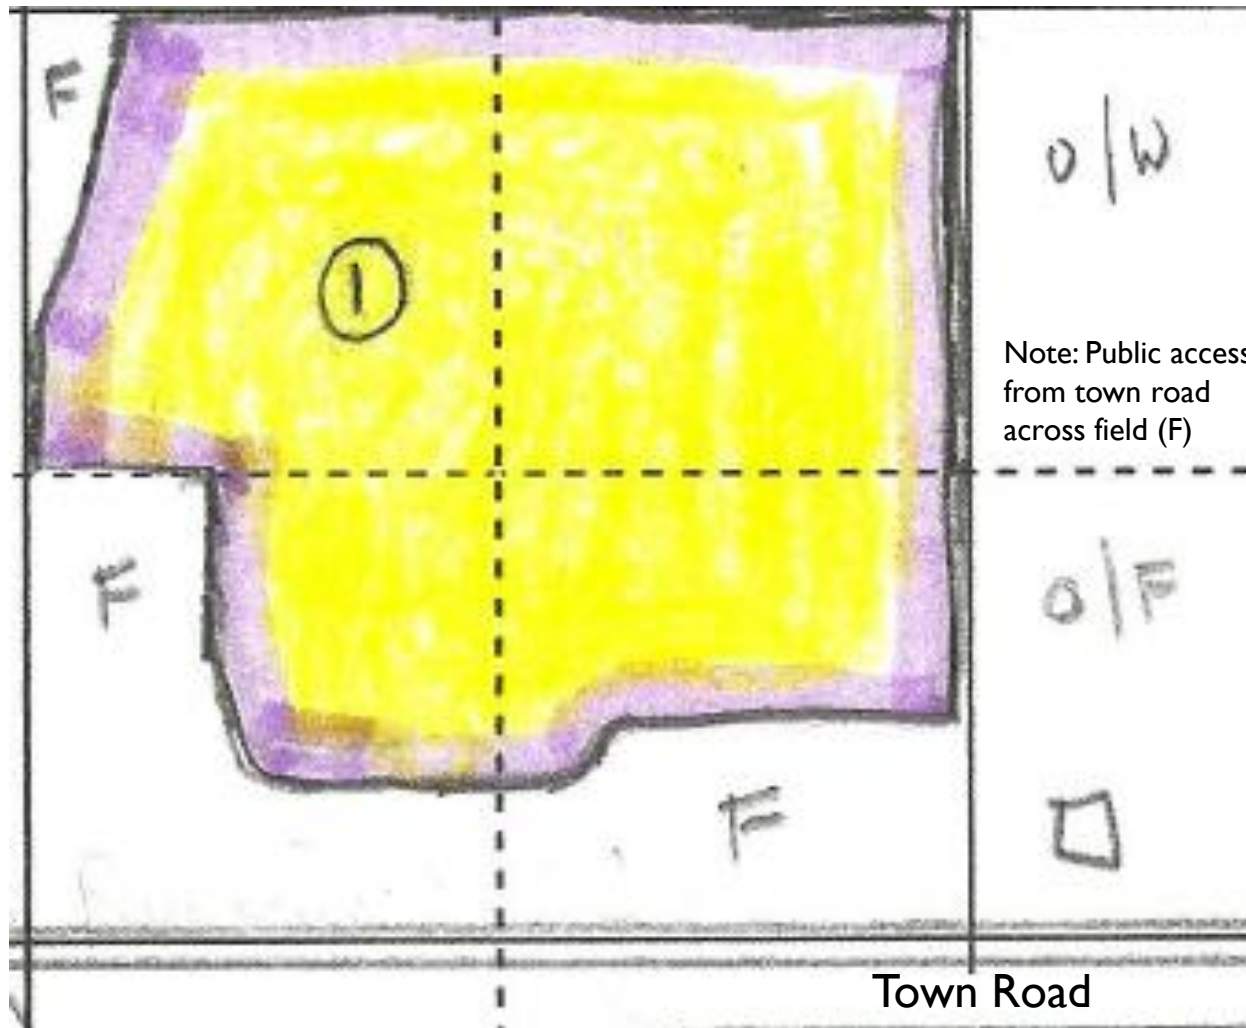 F
O/W
1
Note: Public access
from town road
across field (F)
F
O/F
F
Town Road